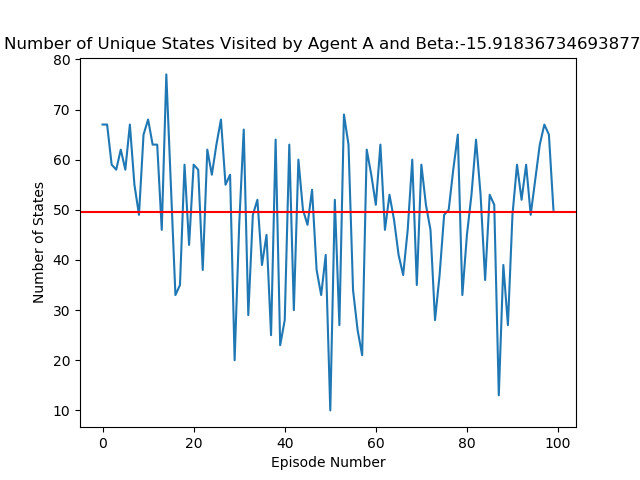 Number of Unique States Visited by Agent A and Beta:-15.91836734693877
80
70
60
50
40
30
20
10
Number of States
0 20 40 60 80 100
Episode Number